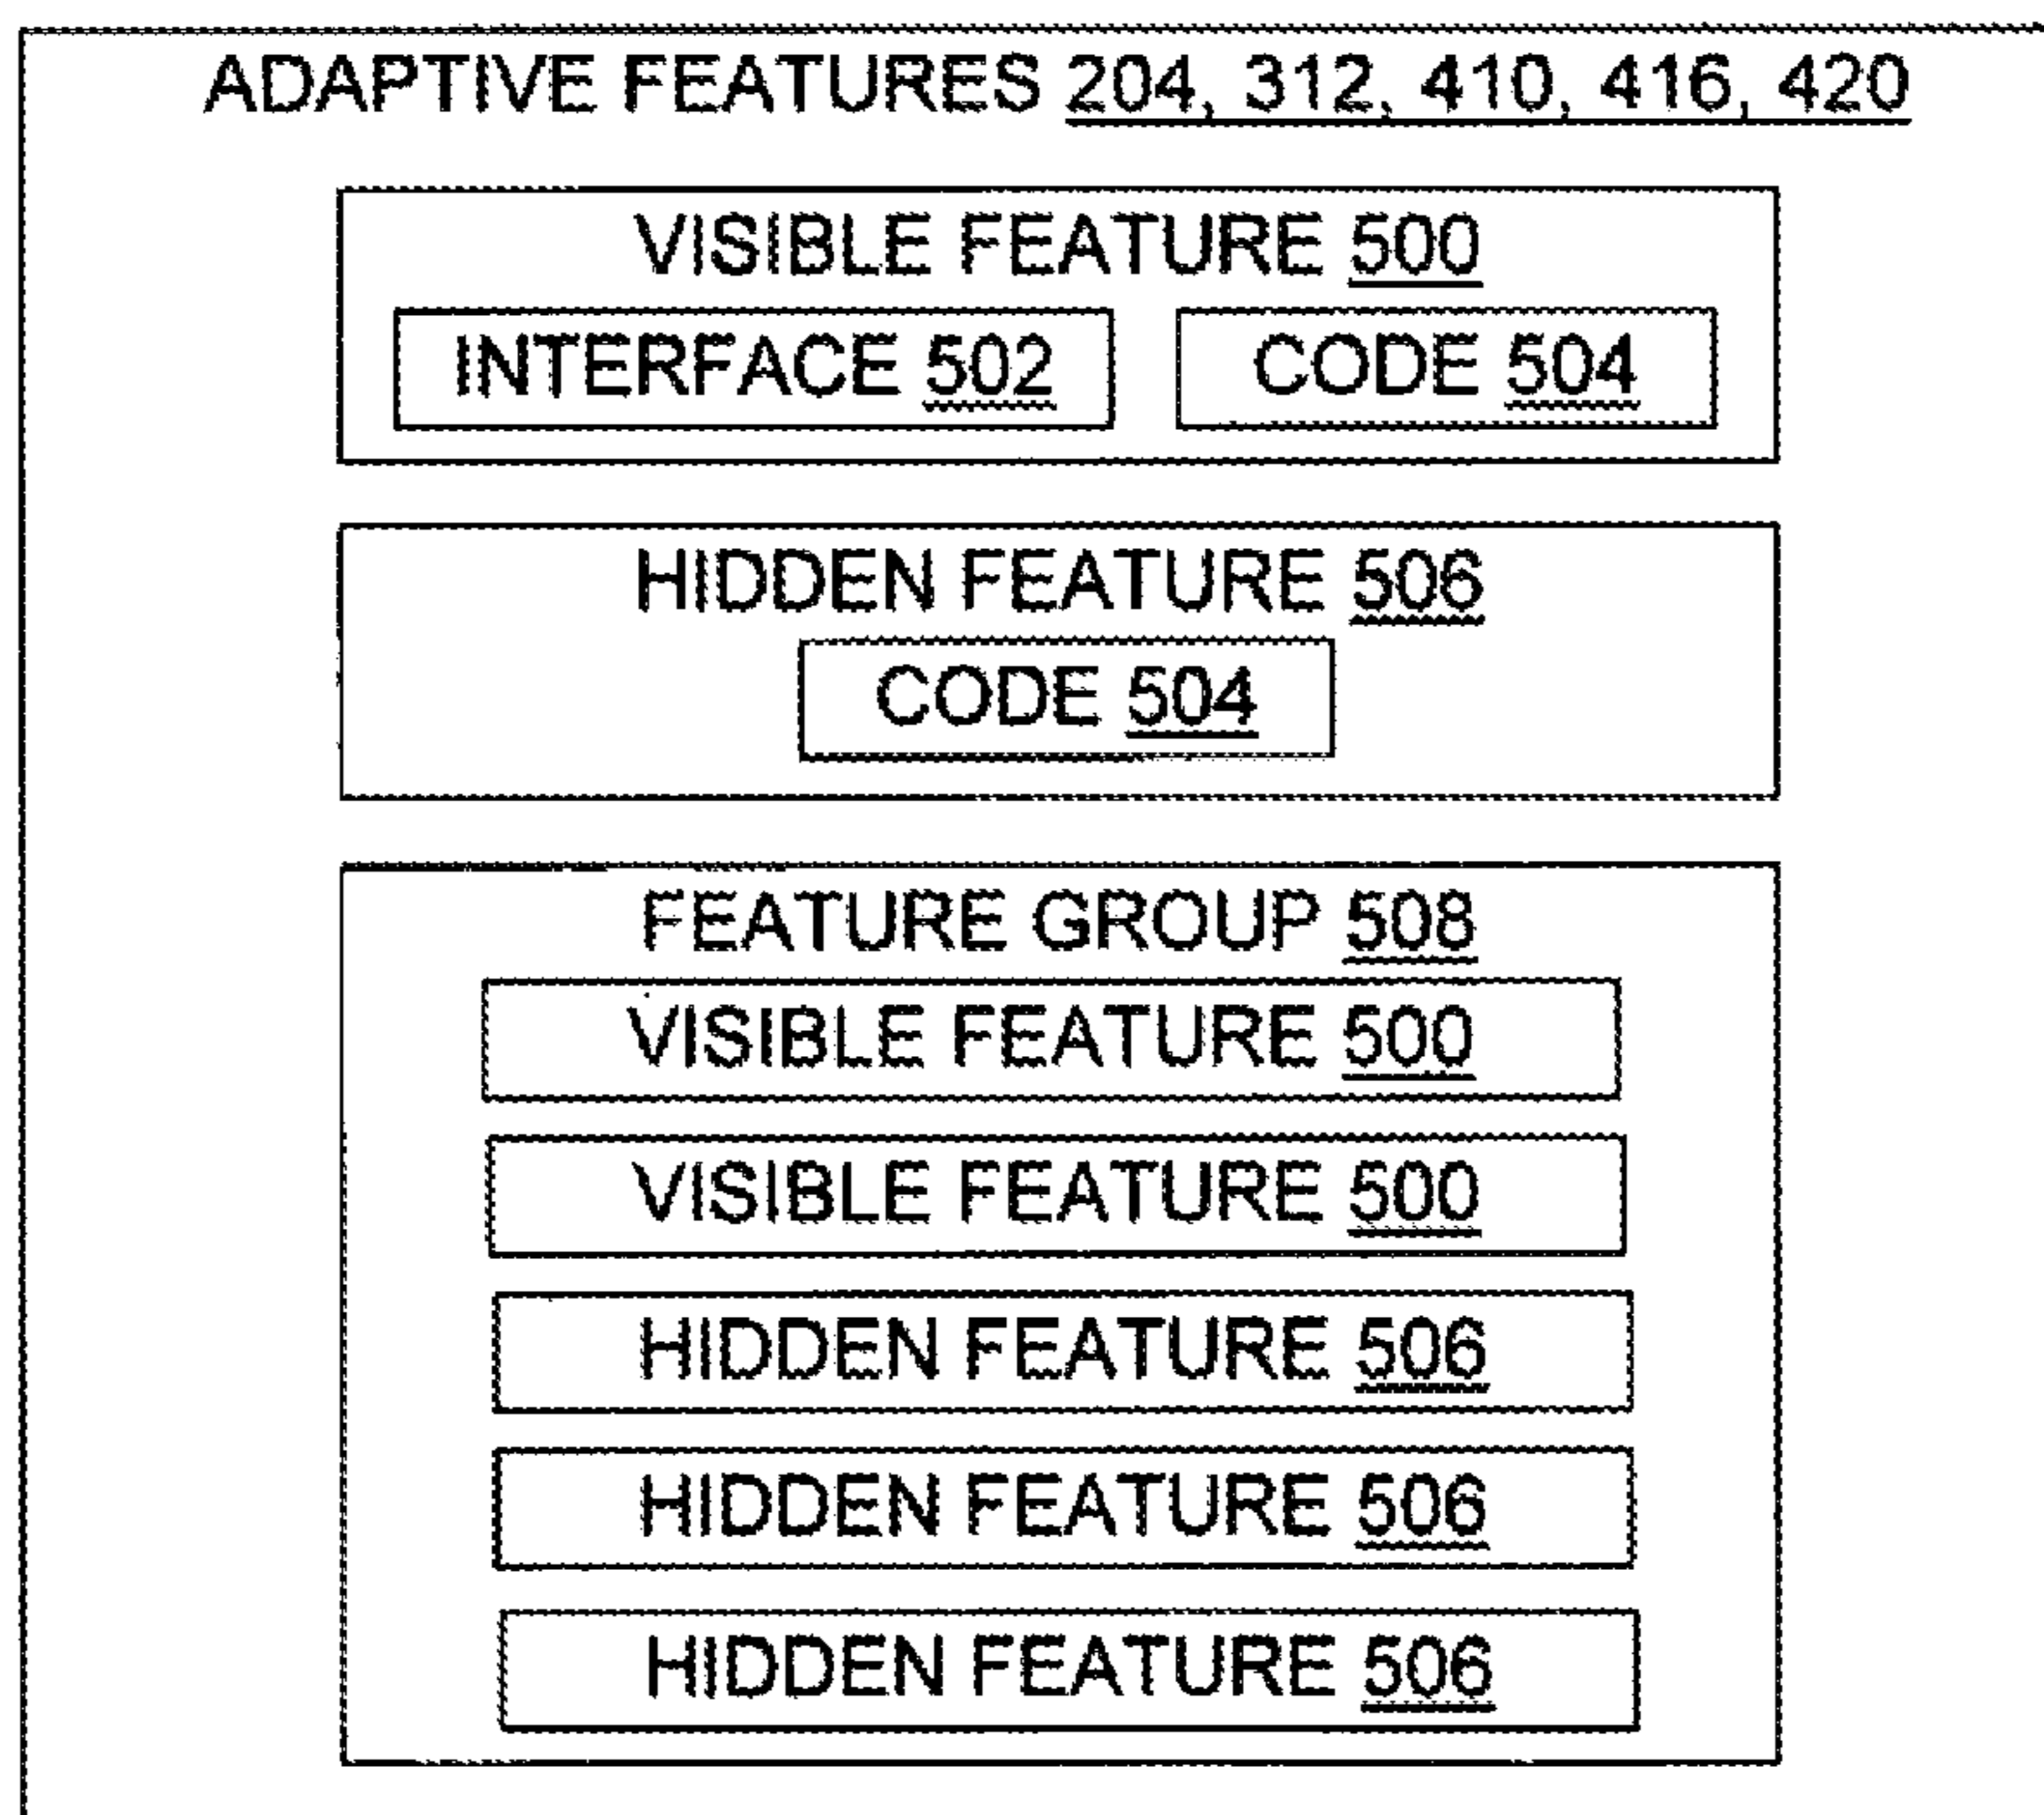 ADAPTIVE FEATURES 204, 312, 410, 416, 420
VISIBLE FEATURE 500
INTERFACE 502 CODE 504
HIDDEN FEATURE 506
CODE 504
FEATURE GROUP 508
VISIBLE FEATURE 500
VISIBLE FEATURE 500
HIDDEN FEATURE 506
HIDDEN FEATURE 506
HIDDEN FEATURE 506